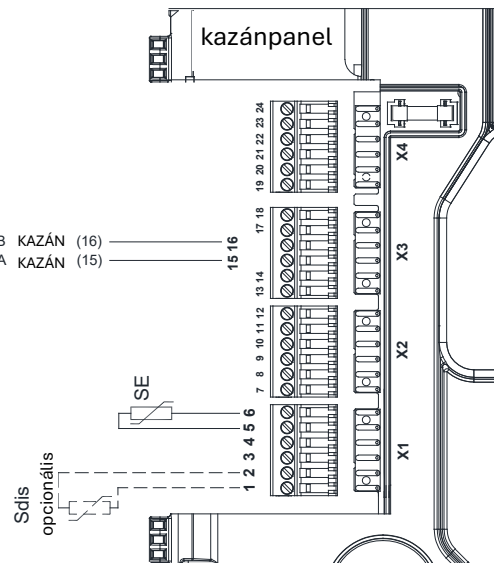 kazánpanel
24
23
22
21
20
19
X4
18
17
16
15
14
13
X3
B KAZÁN (16)
A KAZÁN (15)
12
11
10
9
8
7
X2
SE
6
5
4
3
2
1
X1
Sdis
opcionális